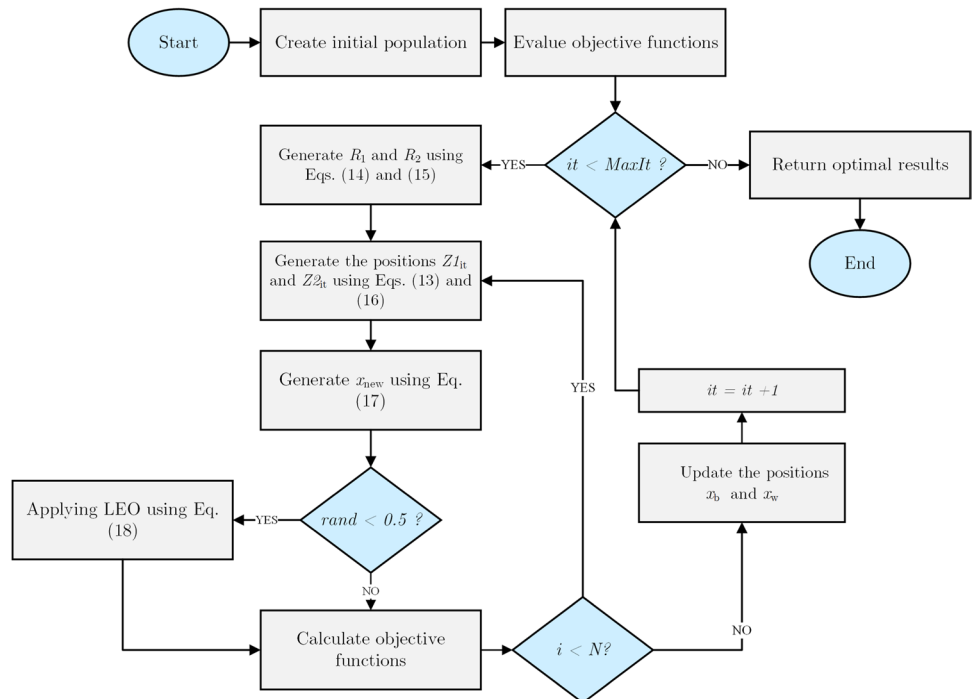 Start
Create initial population
Evalue objective functions
it < MaxIt ?
YES
NO
Generate R₁ and R₂ using
Eqs. (14) and (15)
Return optimal results
End
Generate the positions Z1ᵢₜ
and Z2ᵢₜ using Eqs. (13) and
(16)
Generate xnew using Eq.
(17)
rand < 0.5 ?
YES
NO
Applying LEO using Eq.
(18)
Calculate objective
functions
i < N?
YES
NO
Update the positions
xb and xw
it = it +1